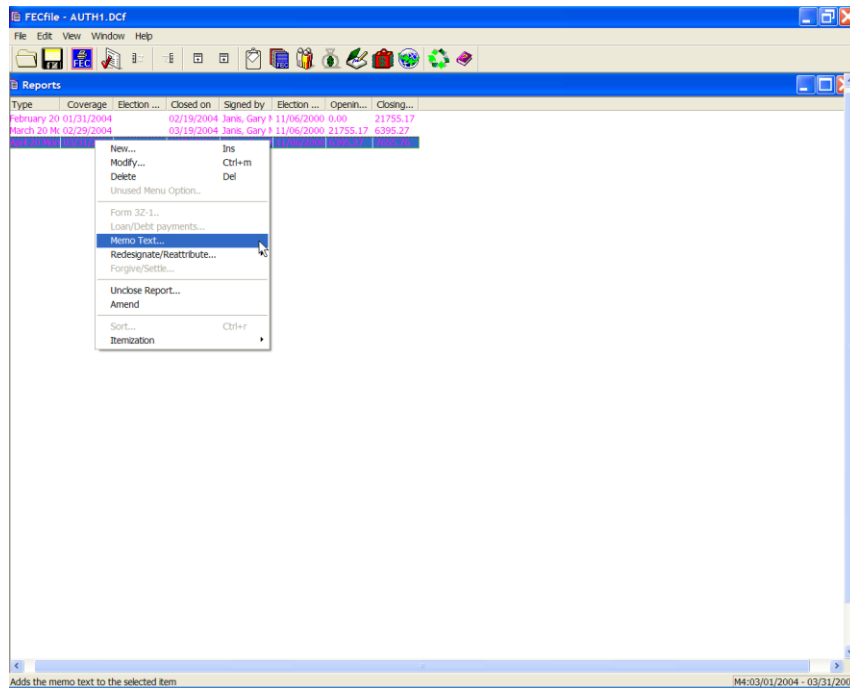 FECfile - AUTH1.DCf
File Edit View Window Help
FEC
Reports
Type Coverage Election ... Closed on Signed by Election ... Openin... Closing...
February 20 01/31/2004 02/19/2004 Janis, Gary 11/06/2000 0.00 21755.17
March 20 02/29/2004 03/19/2004 Janis, Gary 11/06/2000 21755.17 6395.27
New... Ins
Modify... Ctrl+m
Delete Del
Unused Menu Option..
Form 3Z-1..
Loan/Debt payments...
Memo Text...
Redesignate/Reattribute...
Forgive/Settle...
Unclose Report...
Amend
Sort... Ctrl+r
Itemization
Adds the memo text to the selected item M4:03/01/2004 - 03/31/200